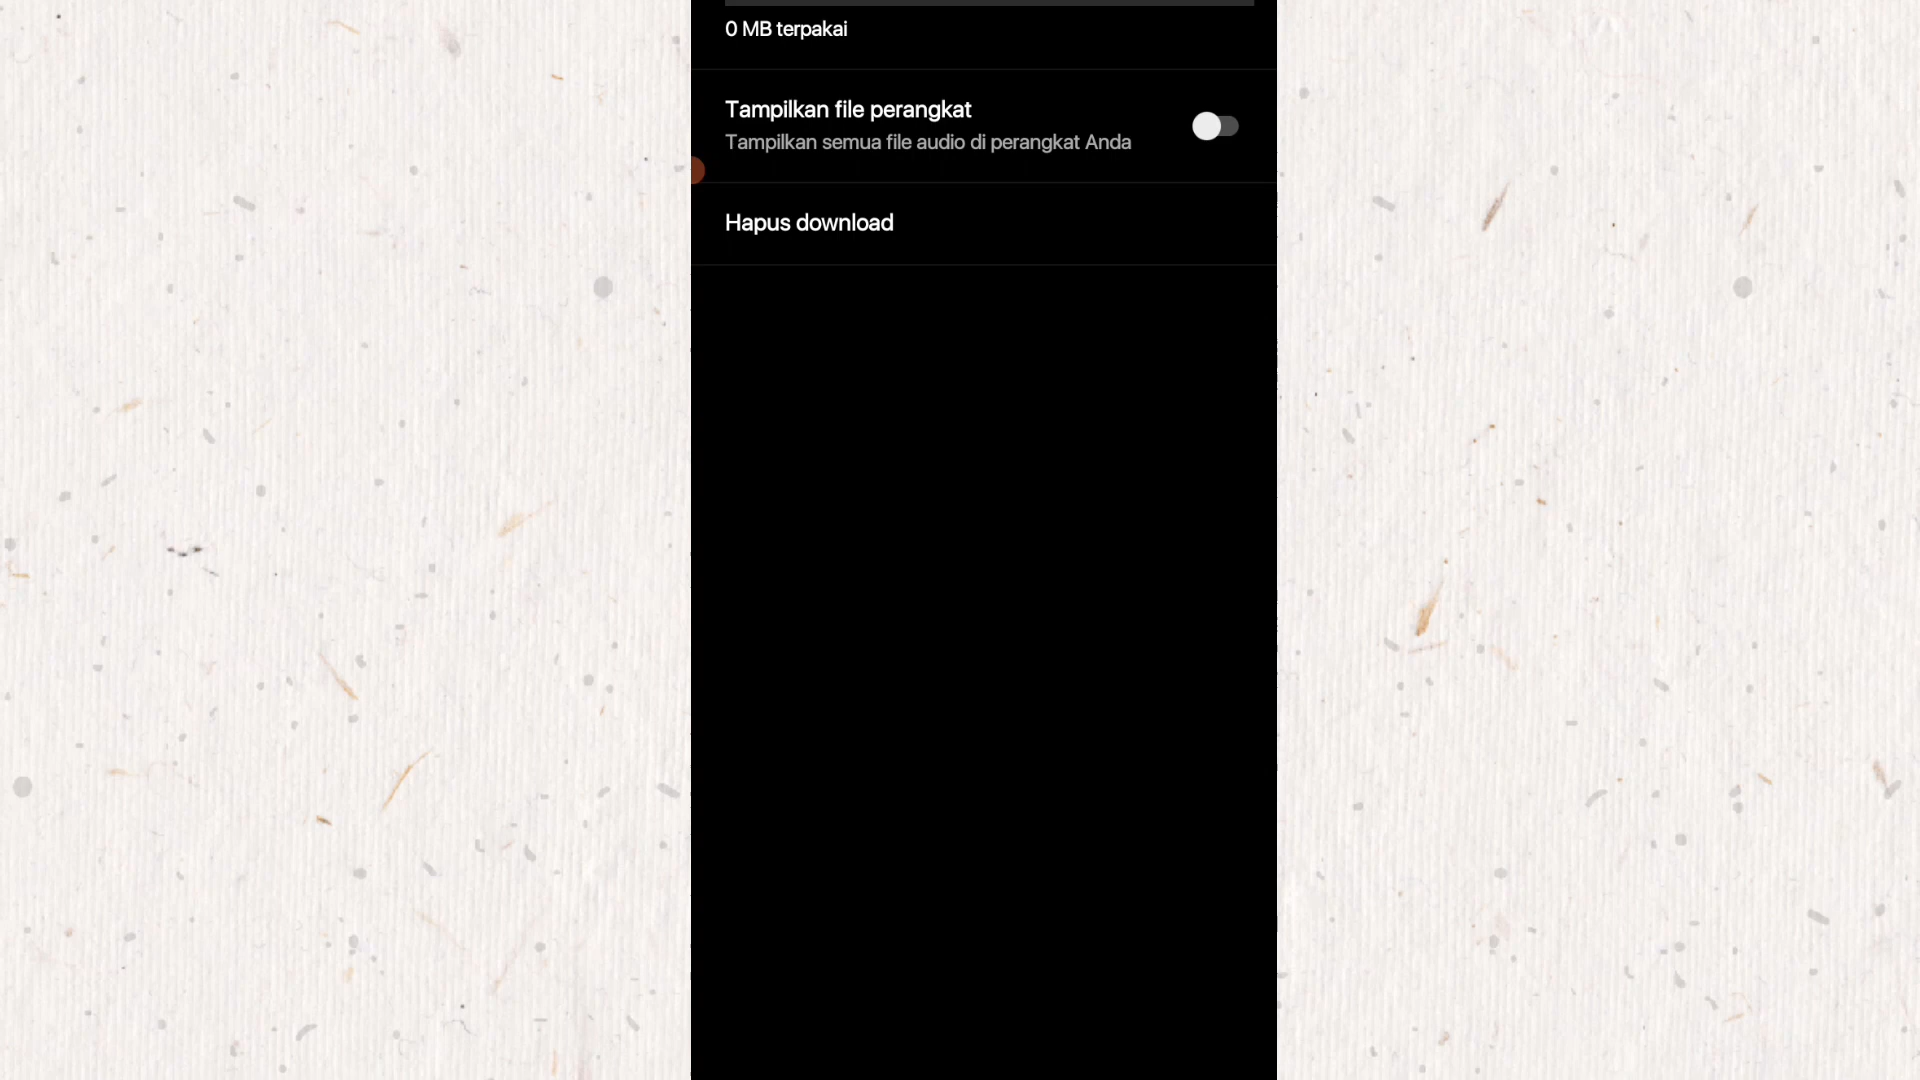 0 MB terpakai
Tampilkan file perangkat
Tampilkan semua file audio di perangkat Anda
Hapus download